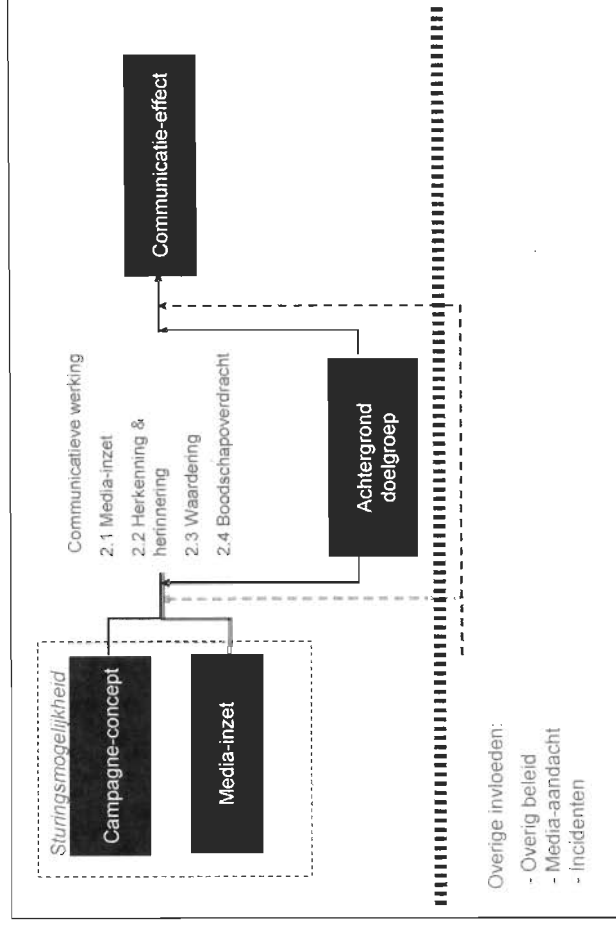 Sturingsmogelijkheid
Campagne-concept
Media-inzet
Communicatieve werking
2.1 Media-inzet
2.2 Herkenning &
herinnering
2.3 Waardering
2.4 Boodschapoverdracht
Achtergrond
doelgroep
Communicatie-effect
Overige invloeden:
- Overig beleid
- Media-aandacht
- Incidenten